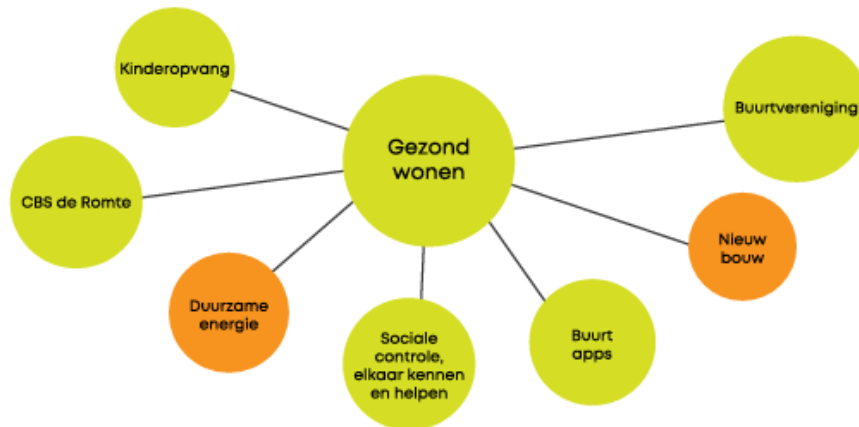 Kinderopvang
Gezond
wonen
Buurtvereniging
CBS de Romte
Nieuw
bouw
Duurzame
energie
Sociale
controle,
elkaar kennen
en helpen
Buurt
apps